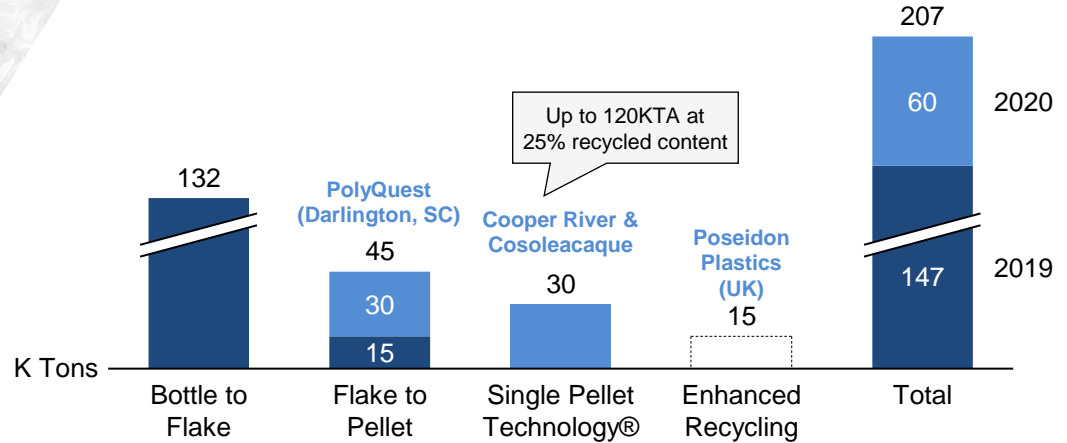 207
60
2020
Up to 120KTA at
25% recycled content
132
PolyQuest
(Darlington, SC)
45
Cooper River &
Cosoleacaque
30
Poseidon
Plastics
(UK)
15
147
2019
30
15
K Tons
Bottle to
Flake
Flake to
Pellet
Single Pellet
Technology®
Enhanced
Recycling
Total